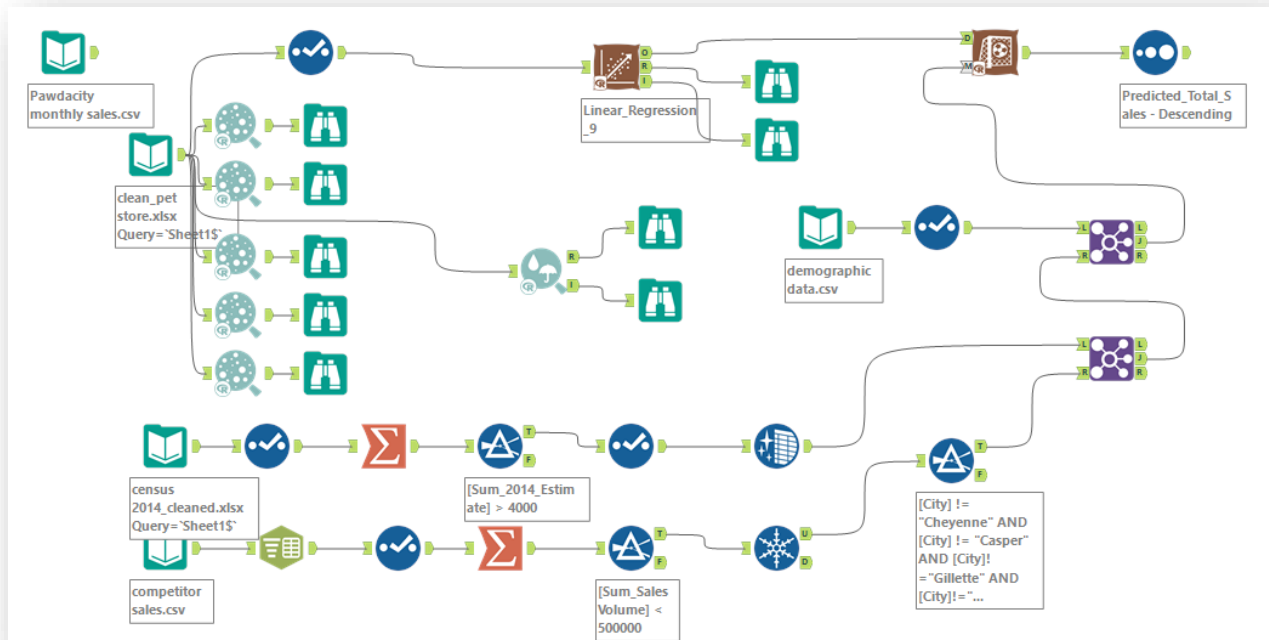 Pawdacity
monthly sales.csv
Linear_Regression
_9
O
R
I
D
M
Predicted_Total_S
ales - Descending
clean_pet
store.xlsx
Query=`Sheet1$`
R
I
demographic
data.csv
L
R
L
J
R
L
R
L
J
R
census
2014_cleaned.xlsx
Query=`Sheet1$`
T
F
[Sum_2014_Estim
ate] > 4000
competitor
sales.csv
T
F
[Sum_Sales
Volume] <
500000
U
D
T
F
[City] !=
"Cheyenne" AND
[City] != "Casper"
AND [City]!
="Gillette" AND
[City]!="...